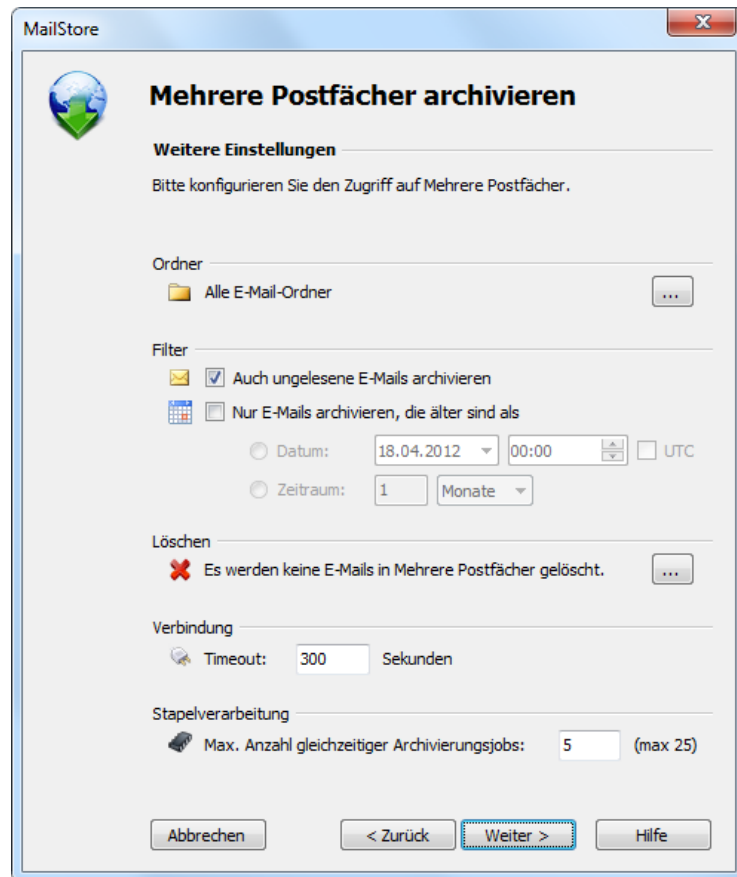 MailStore
Mehrere Postfächer archivieren
Weitere Einstellungen
Bitte konfigurieren Sie den Zugriff auf Mehrere Postfächer.
Ordner
Alle E-Mail-Ordner ...
Filter
Auch ungelesene E-Mails archivieren
Nur E-Mails archivieren, die älter sind als
Datum: 18.04.2012 00:00 UTC
Zeitraum: 1 Monate
Löschen
Es werden keine E-Mails in Mehrere Postfächer gelöscht. ...
Verbindung
Timeout: 300 Sekunden
Stapelverarbeitung
Max. Anzahl gleichzeitiger Archivierungsjobs: 5 (max 25)
Abbrechen < Zurück Weiter > Hilfe